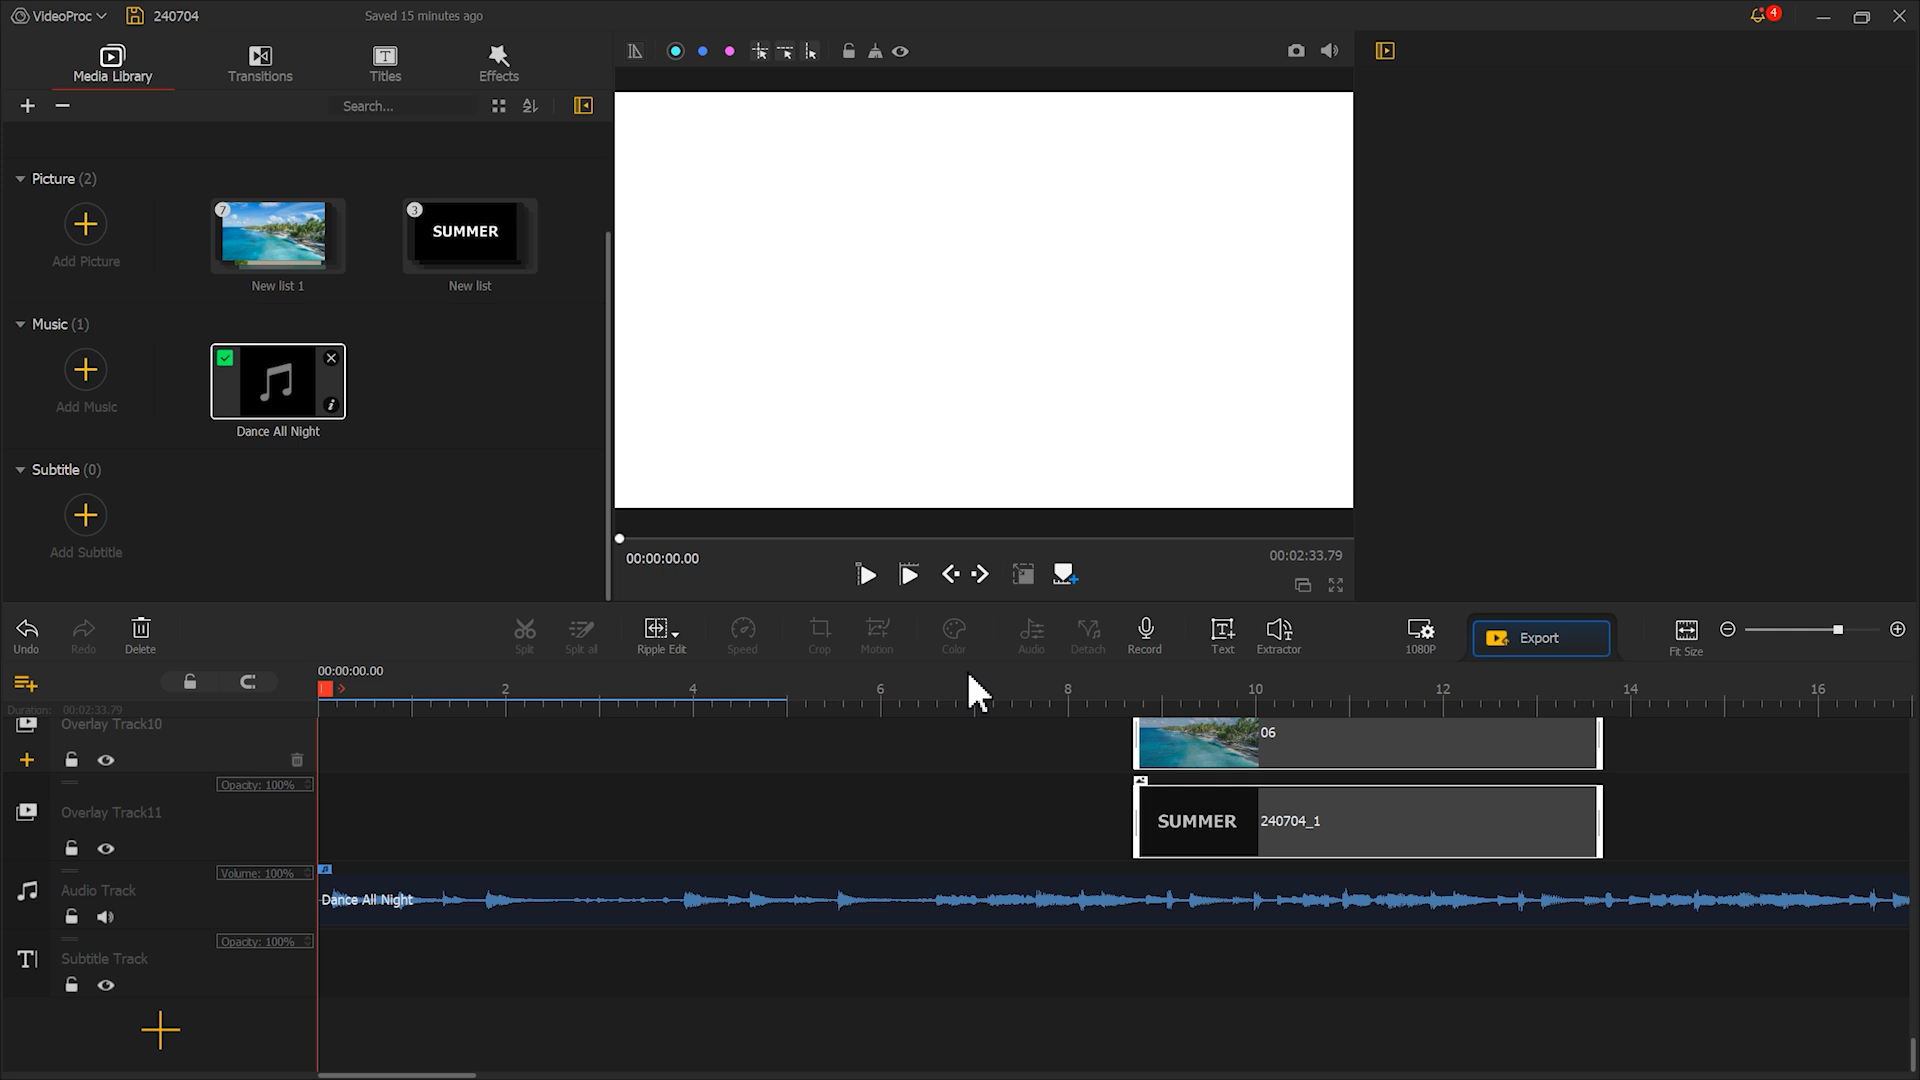 VideoProc
240704
Saved 15 minutes ago
4
Media Library
Transitions
Titles
Effects
Search...
Picture (2)
Add Picture
7
New list 1
3
SUMMER
New list
Music (1)
Add Music
Dance All Night
Subtitle (0)
Add Subtitle
00:00:00.00
00:02:33.79
Undo
Redo
Delete
Split
Split all
Ripple Edit
Speed
Crop
Motion
Color
Audio
Detach
Record
Text
Extractor
1080P
Export
Fit Size
00:00:00.00
2
4
6
8
10
12
14
16
Duration: 00:02:33.79
Overlay Track10
06
Opacity: 100%
Overlay Track11
SUMMER
240704_1
Volume: 100%
Audio Track
Dance All Night
Opacity: 100%
Subtitle Track